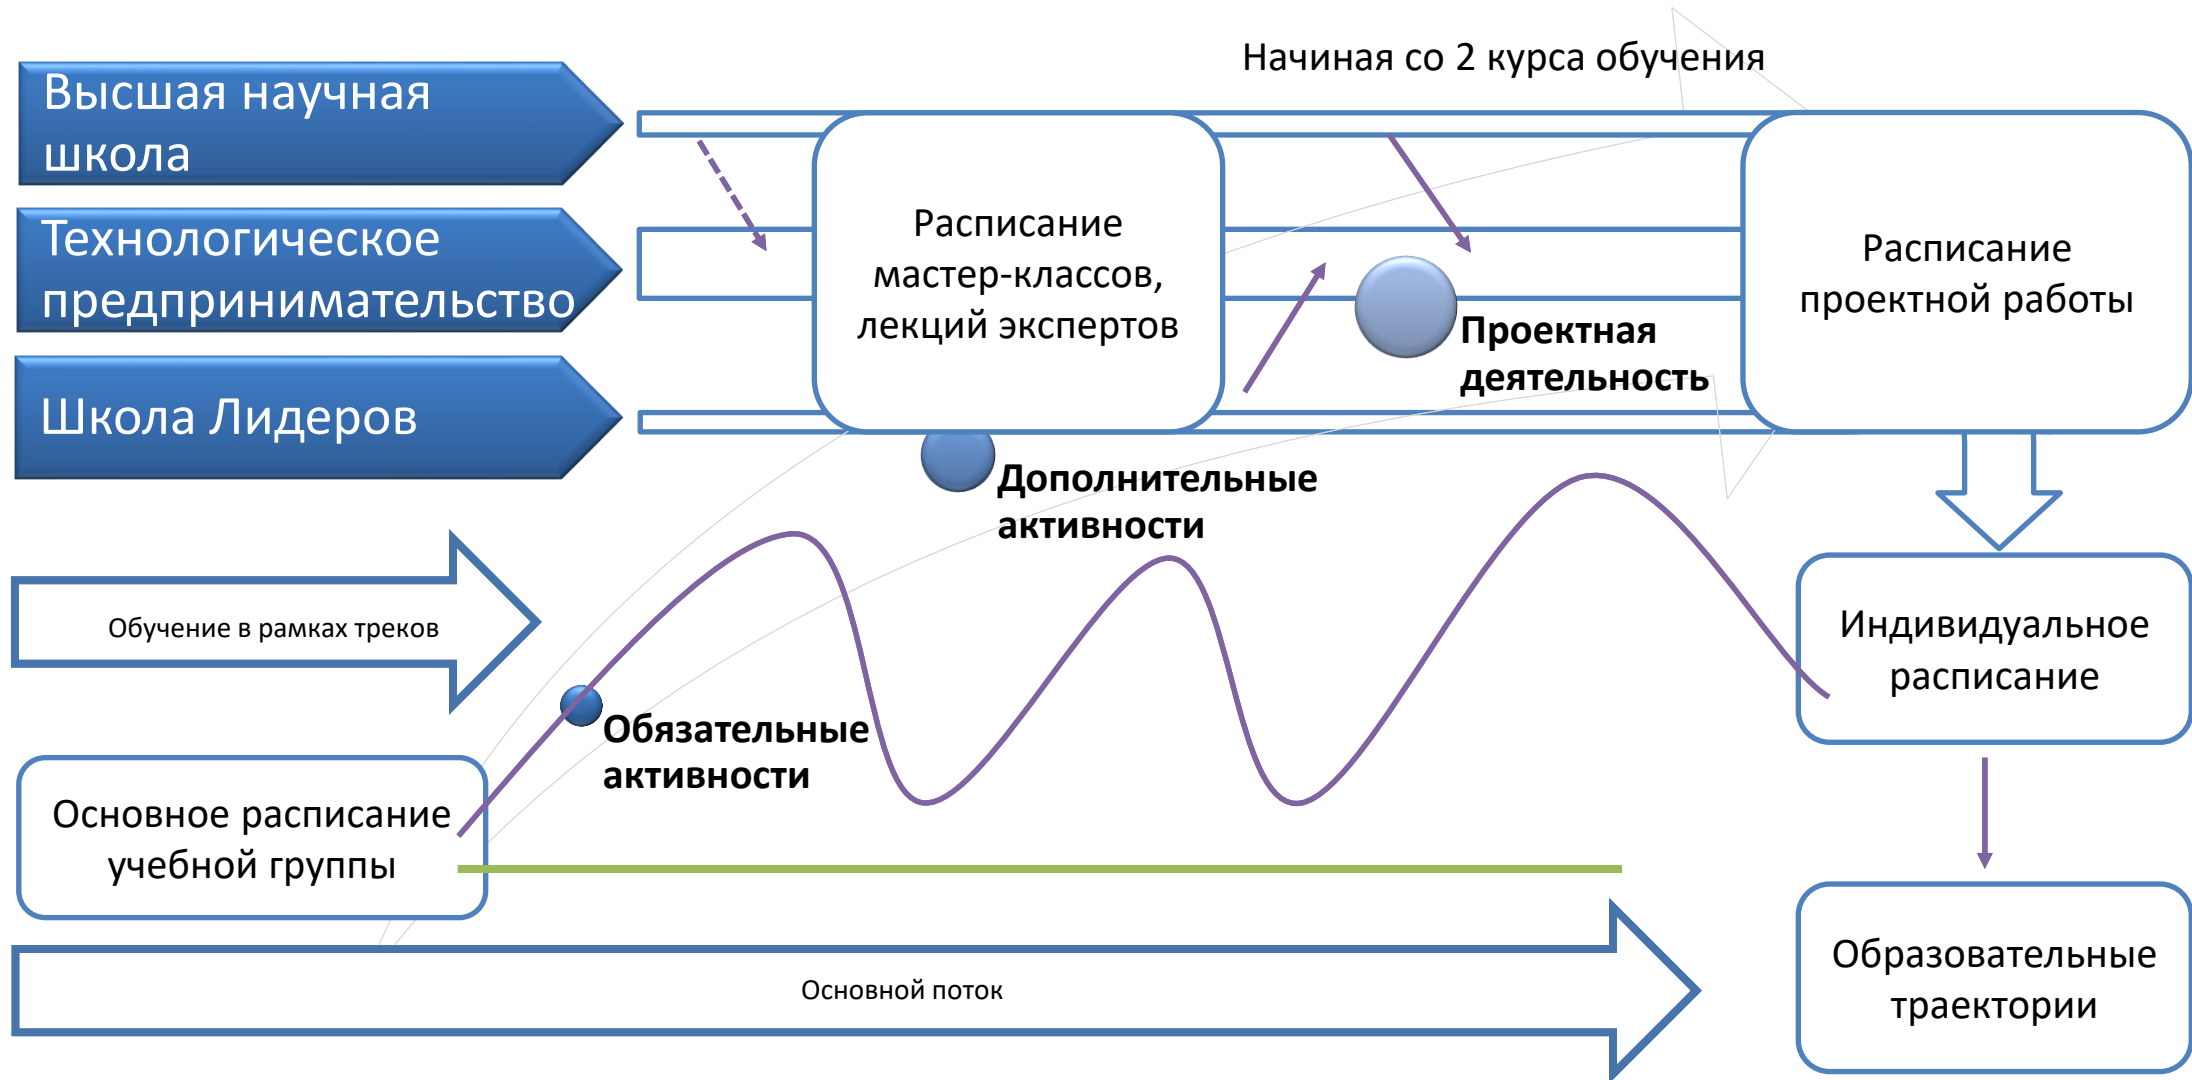 Начиная со 2 курса обучения
Высшая научная
школа
Технологическое
предпринимательство
Школа Лидеров
Расписание
мастер-классов,
лекций экспертов
Расписание
проектной работы
Проектная
деятельность
Дополнительные
активности
Обучение в рамках треков
Обязательные
активности
Индивидуальное
расписание
Основное расписание
учебной группы
Основной поток
Образовательные
траектории